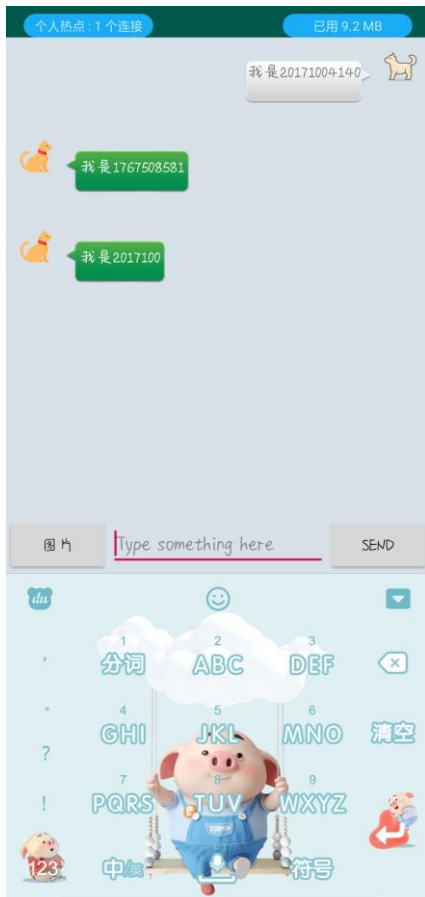 个人热点 : 1 个连接
已用 9.2 MB
我是20171004140
我是1767508581
我是2017100
图片
Type something here
SEND
du
,
1
分词
2
ABC
3
DEF
。
4
GHI
5
JKL
6
MNO
清空
?
7
PQRS
8
TUV
9
WXYZ
!
123
中/英
符号